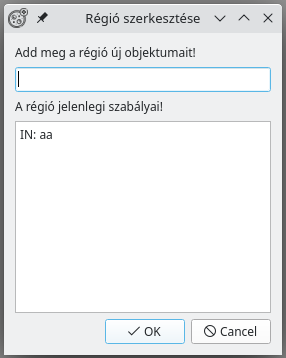 Régió szerkesztése
Add meg a régió új objektumait!
A régió jelenlegi szabályai!
IN: aa
OK
Cancel